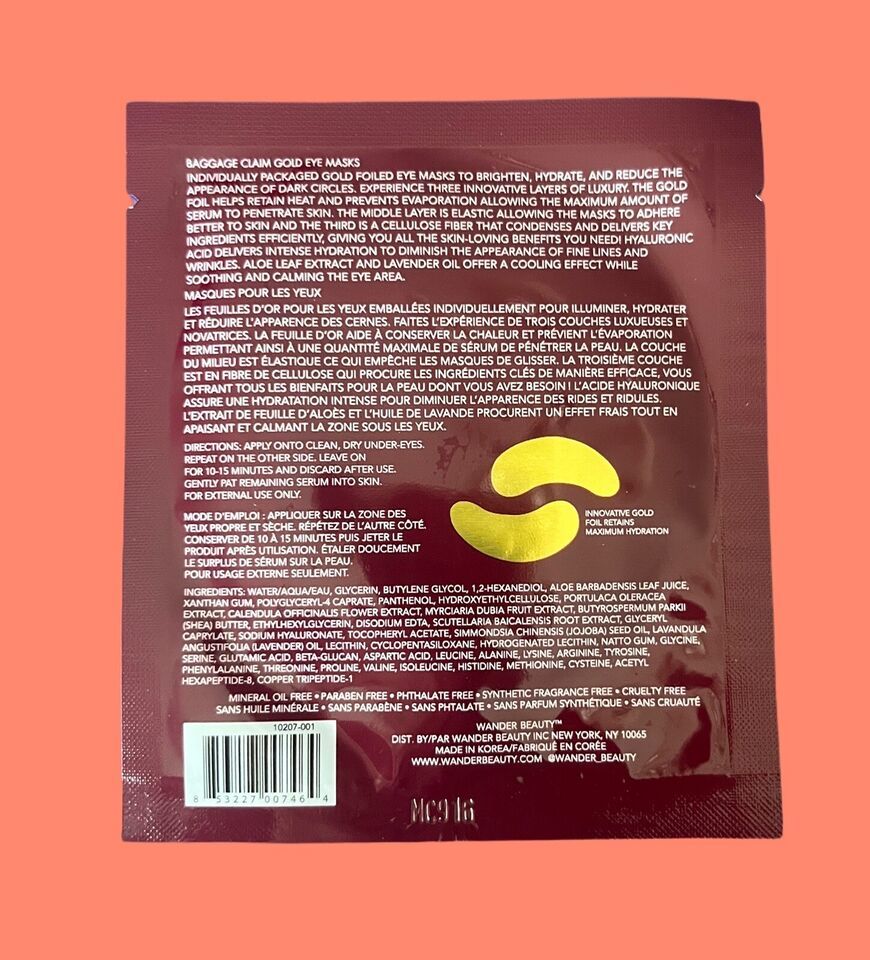 BAGGAGE CLAIM GOLD EYE MASKS
INDIVIDUALLY PACKAGED GOLD FOILED EYE MASKS TO BRIGHTEN, HYDRATE, AND REDUCE THE
APPEARANCE OF DARK CIRCLES. EXPERIENCE THREE INNOVATIVE LAYERS OF LUXURY. THE GOLD
FOIL HELPS RETAIN HEAT AND PREVENTS EVAPORATION ALLOWING THE MAXIMUM AMOUNT OF
SERUM TO PENETRATE SKIN. THE MIDDLE LAYER IS ELASTIC ALLOWING THE MASKS TO ADHERE
BETTER TO SKIN AND THE THIRD IS A CELLULOSE FIBER THAT CONDENSES AND DELIVERS KEY
INGREDIENTS EFFICIENTLY, GIVING YOU ALL THE SKIN-LOVING BENEFITS YOU NEED! HYALURONIC
ACID DELIVERS INTENSE HYDRATION TO DIMINISH THE APPEARANCE OF FINE LINES AND
WRINKLES. ALOE LEAF EXTRACT AND LAVENDER OIL OFFER A COOLING EFFECT WHILE
SOOTHING AND CALMING THE EYE AREA.
MASQUES POUR LES YEUX
LES FEUILLES D'OR POUR LES YEUX EMBALLÉES INDIVIDUELLEMENT POUR ILLUMINER, HYDRATER
ET RÉDUIRE L'APPARENCE DES CERNES. FAITES L'EXPÉRIENCE DE TROIS COUCHES LUXUEUSES ET
NOVATRICES. LA FEUILLE D'OR AIDE À CONSERVER LA CHALEUR ET PRÉVIENT L'ÉVAPORATION
PERMETTANT AINSI À UNE QUANTITÉ MAXIMALE DE SÉRUM DE PÉNÉTRER LA PEAU. LA COUCHE
DU MILIEU EST ÉLASTIQUE CE QUI EMPÊCHE LES MASQUES DE GLISSER. LA TROISIÈME COUCHE
EST EN FIBRE DE CELLULOSE QUI PROCURE LES INGRÉDIENTS CLÉS DE MANIÈRE EFFICACE, VOUS
OFFRANT TOUS LES BIENFAITS POUR LA PEAU DONT VOUS AVEZ BESOIN ! L'ACIDE HYALURONIQUE
ASSURE UNE HYDRATATION INTENSE POUR DIMINUER L'APPARENCE DES RIDES ET RIDULES.
L'EXTRAIT DE FEUILLE D'ALOÈS ET L'HUILE DE LAVANDE PROCURENT UN EFFET FRAIS TOUT EN
APAISANT ET CALMANT LA ZONE SOUS LES YEUX.
DIRECTIONS: APPLY ONTO CLEAN, DRY UNDER-EYES.
REPEAT ON THE OTHER SIDE. LEAVE ON
FOR 10-15 MINUTES AND DISCARD AFTER USE.
GENTLY PAT REMAINING SERUM INTO SKIN.
FOR EXTERNAL USE ONLY.
MODE D'EMPLOI : APPLIQUER SUR LA ZONE DES
YEUX PROPRE ET SÈCHE. RÉPÉTEZ DE L'AUTRE CÔTÉ.
CONSERVER DE 10 À 15 MINUTES PUIS JETER LE
PRODUIT APRÈS UTILISATION. ÉTALER DOUCEMENT
LE SURPLUS DE SÉRUM SUR LA PEAU.
POUR USAGE EXTERNE SEULEMENT.
INNOVATIVE GOLD
FOIL RETAINS
MAXIMUM HYDRATION
INGREDIENTS: WATER/AQUA/EAU, GLYCERIN, BUTYLENE GLYCOL, 1,2-HEXANEDIOL, ALOE BARBADENSIS LEAF JUICE,
XANTHAN GUM, POLYGLYCERYL-4 CAPRATE, PANTHENOL, HYDROXYETHYLCELLULOSE, PORTULACA OLERACEA
EXTRACT, CALENDULA OFFICINALIS FLOWER EXTRACT, MYRCIARIA DUBIA FRUIT EXTRACT, BUTYROSPERMUM PARKII
(SHEA) BUTTER, ETHYLHEXYLGLYCERIN, DISODIUM EDTA, SCUTELLARIA BAICALENSIS ROOT EXTRACT, GLYCERYL
CAPRYLATE, SODIUM HYALURONATE, TOCOPHERYL ACETATE, SIMMONDSIA CHINENSIS (JOJOBA) SEED OIL, LAVANDULA
ANGUSTIFOLIA (LAVENDER) OIL, LECITHIN, CYCLOPENTASILOXANE, HYDROGENATED LECITHIN, NATTO GUM, GLYCINE,
SERINE, GLUTAMIC ACID, BETA-GLUCAN, ASPARTIC ACID, LEUCINE, ALANINE, LYSINE, ARGININE, TYROSINE,
PHENYLALANINE, THREONINE, PROLINE, VALINE, ISOLEUCINE, HISTIDINE, METHIONINE, CYSTEINE, ACETYL
HEXAPEPTIDE-8, COPPER TRIPEPTIDE-1
MINERAL OIL FREE • PARABEN FREE • PHTHALATE FREE • SYNTHETIC FRAGRANCE FREE • CRUELTY FREE
SANS HUILE MINÉRALE • SANS PARABÈNE • SANS PHTALATE • SANS PARFUM SYNTHÉTIQUE • SANS CRUAUTÉ
WANDER BEAUTY™
DIST. BY/PAR WANDER BEAUTY INC NEW YORK, NY 10065
MADE IN KOREA/FABRIQUÉ EN CORÉE
WWW.WANDERBEAUTY.COM @WANDER_BEAUTY
10207-001
8 53227 00746 4
MC916